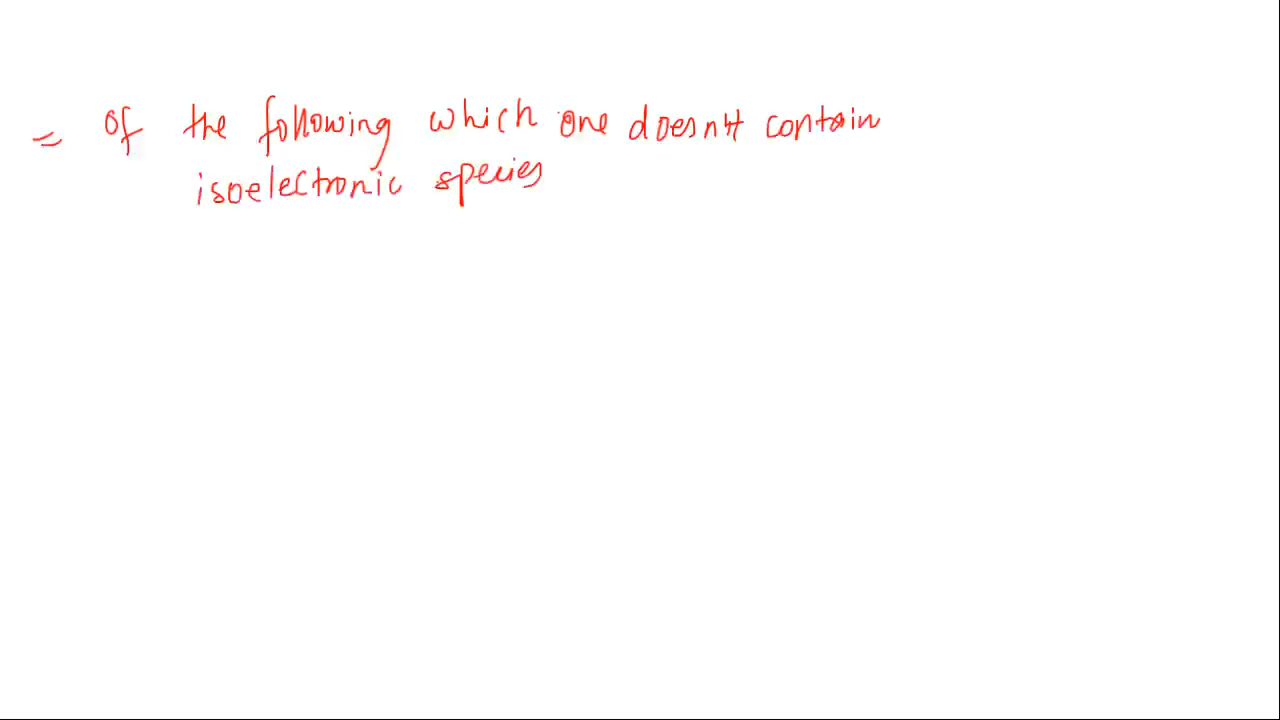 = Of the following which one doesn't contain
isoelectronic species